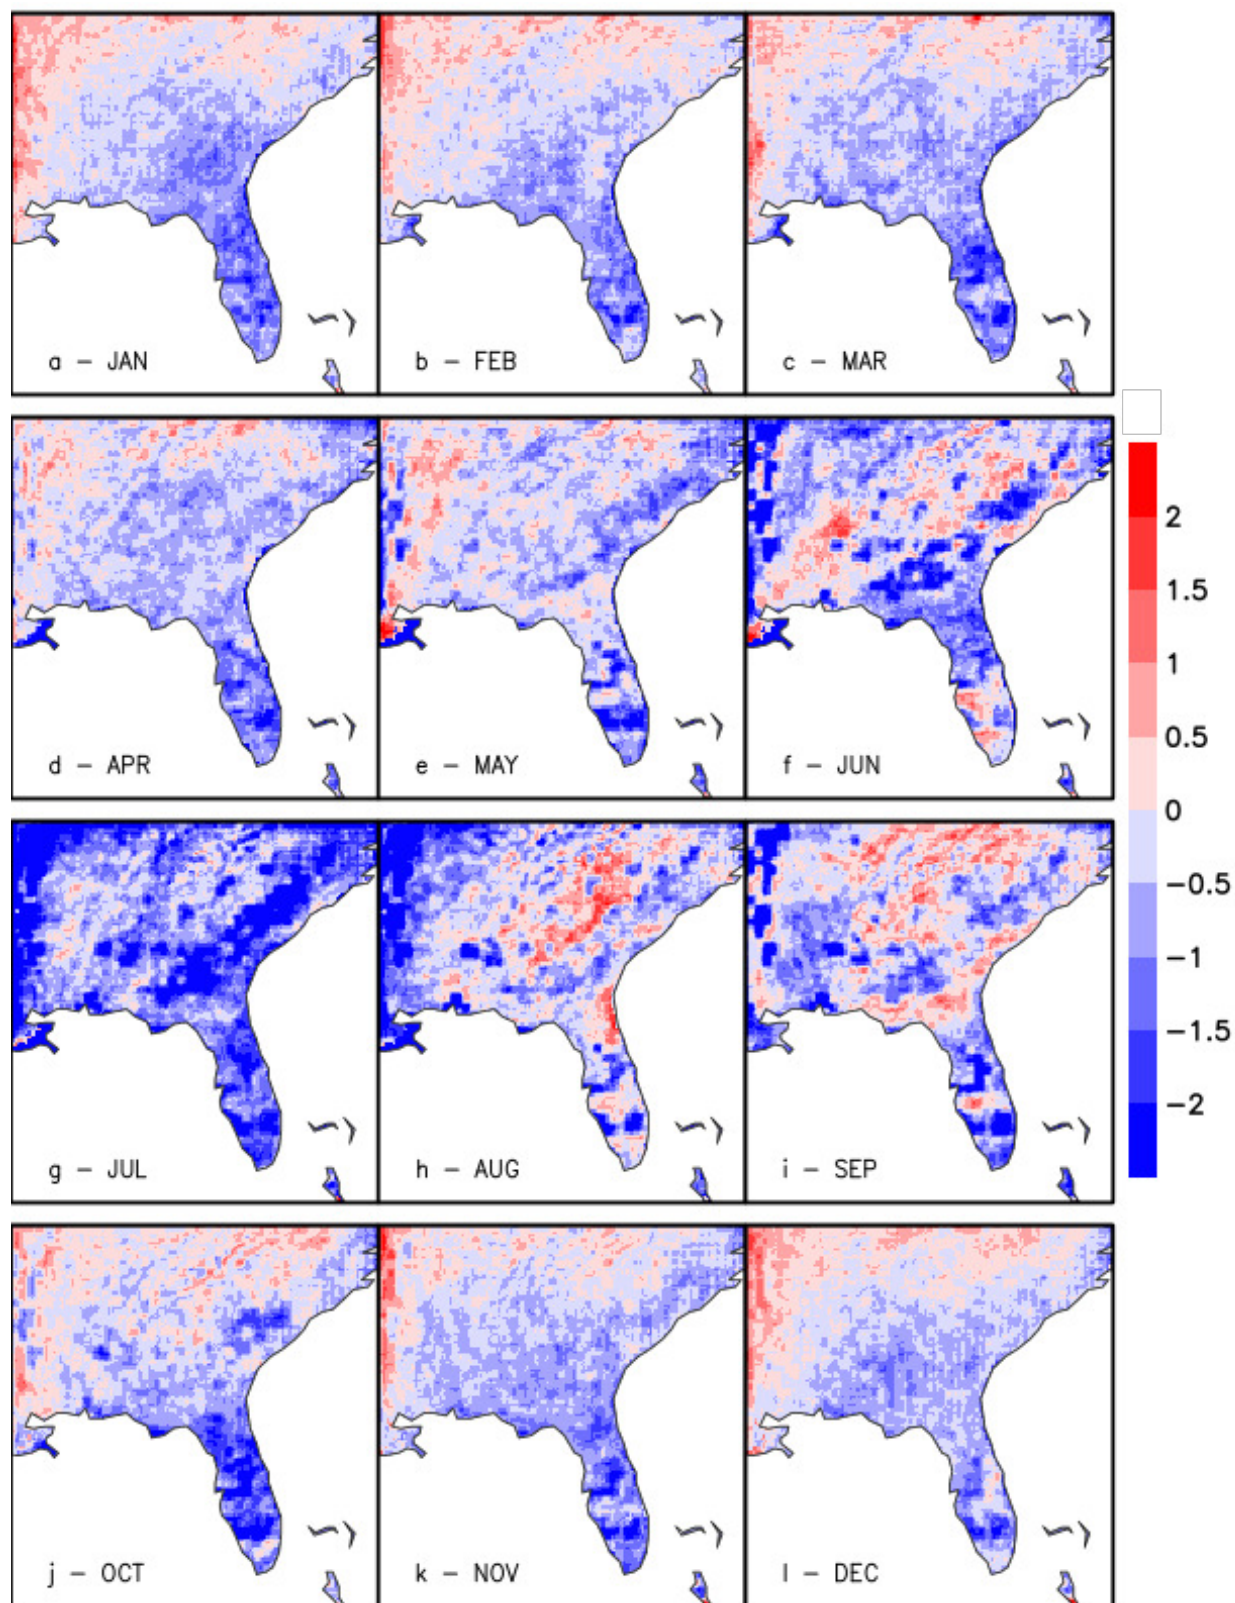 a – JAN
b – FEB
c – MAR
d – APR
e – MAY
f – JUN
g – JUL
h – AUG
i – SEP
j – OCT
k – NOV
l – DEC
2
1.5
1
0.5
0
−0.5
−1
−1.5
−2